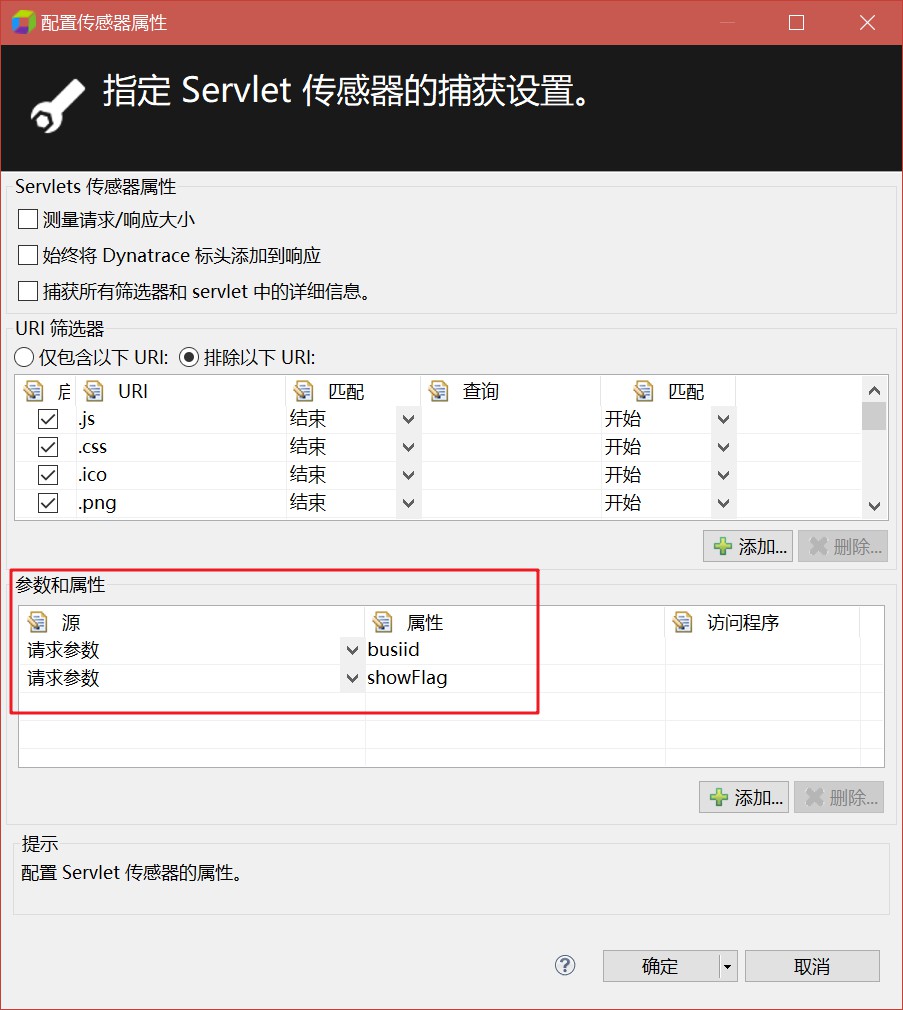 配置传感器属性
指定 Servlet 传感器的捕获设置。
Servlets 传感器属性
测量请求/响应大小
始终将 Dynatrace 标头添加到响应
捕获所有筛选器和 servlet 中的详细信息。
URI 筛选器
仅包含以下 URI: 排除以下 URI:
URI 匹配 查询 匹配
.js 结束 开始
.css 结束 开始
.ico 结束 开始
.png 结束 开始
添加... 删除...
参数和属性
源 属性 访问程序
请求参数 busiid
请求参数 showFlag
添加... 删除...
提示
配置 Servlet 传感器的属性。
? 确定 取消